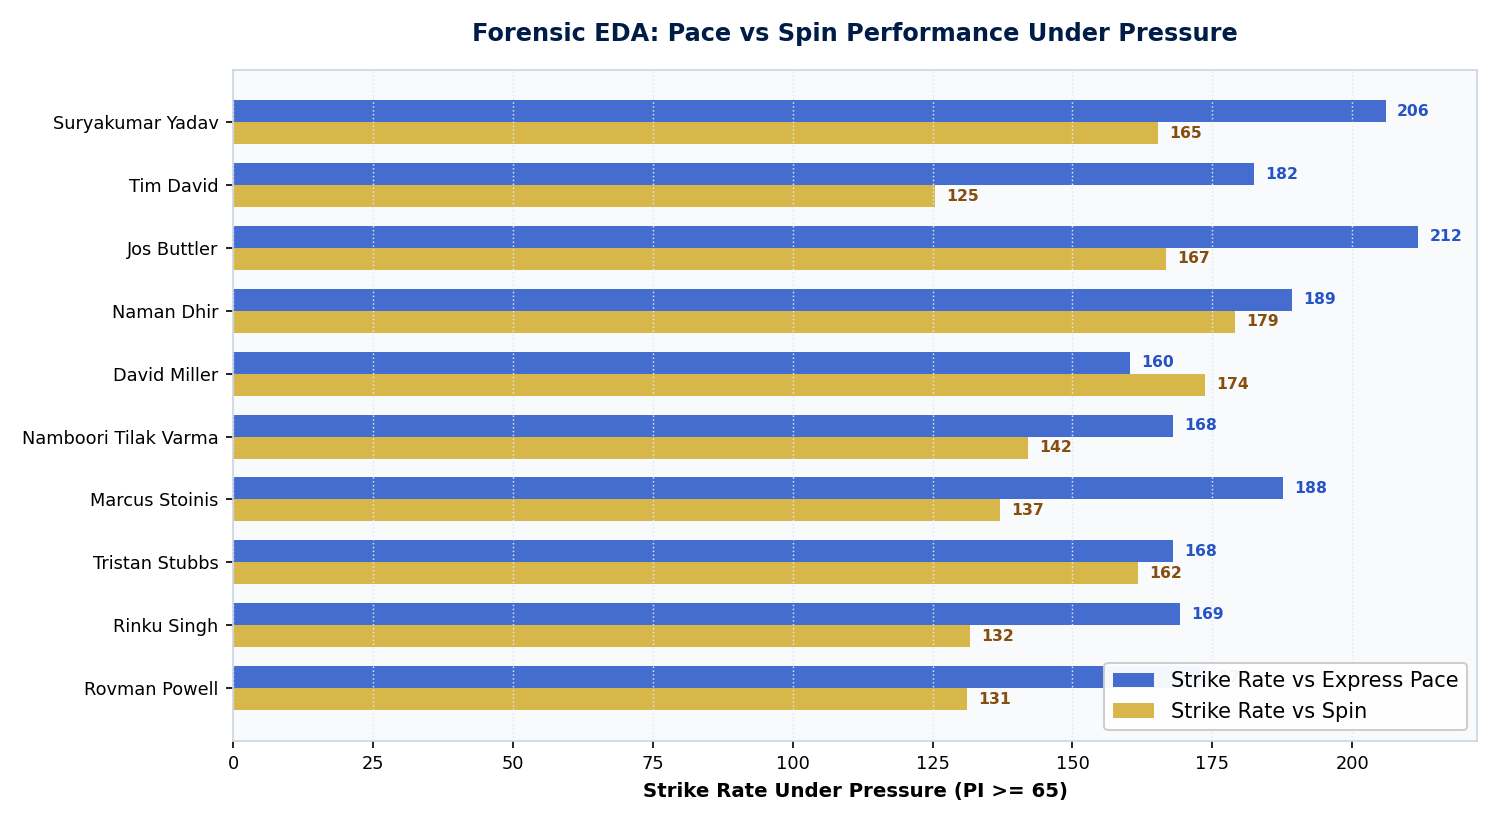 Forensic EDA: Pace vs Spin Performance Under Pressure
Suryakumar Yadav
206
165
Tim David
182
125
Jos Buttler
212
167
Naman Dhir
189
179
David Miller
160
174
Namboori Tilak Varma
168
142
Marcus Stoinis
188
137
Tristan Stubbs
168
162
Rinku Singh
169
132
Rovman Powell
131
Strike Rate vs Express Pace
Strike Rate vs Spin
0 25 50 75 100 125 150 175 200
Strike Rate Under Pressure (PI >= 65)